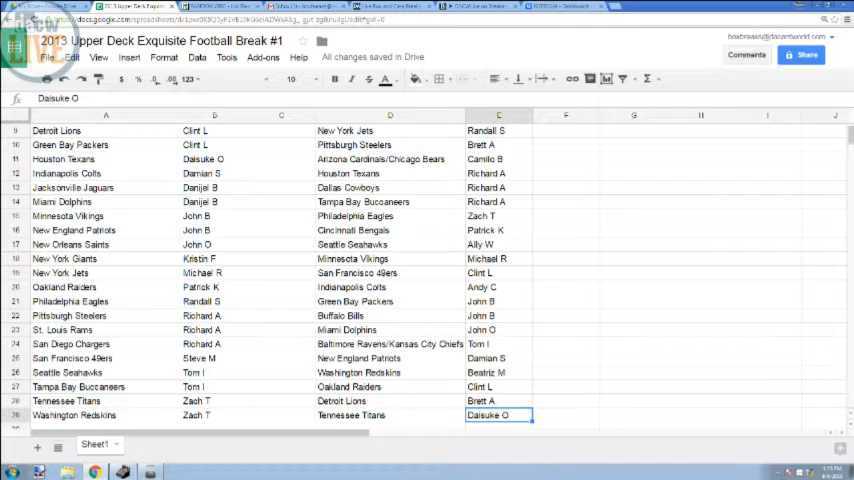 dacw
LIVE
2013 Upper Deck Exquisite Football Break #1
boxbreaks@dacardworld.com
File Edit View Insert Format Data Tools Add-ons Help All changes saved in Drive
Comments
Share
$ % .0 .00 123 10 B I S A
fx Daisuke O
A B C D E F G H I J
9 Detroit Lions Clint L New York Jets Randall S
10 Green Bay Packers Clint L Pittsburgh Steelers Brett A
11 Houston Texans Daisuke O Arizona Cardinals/Chicago Bears Camilo B
12 Indianapolis Colts Damian S Houston Texans Richard A
13 Jacksonville Jaguars Danijel B Dallas Cowboys Richard A
14 Miami Dolphins Danijel B Tampa Bay Buccaneers Richard A
15 Minnesota Vikings John B Philadelphia Eagles Zach T
16 New England Patriots John B Cincinnati Bengals Patrick K
17 New Orleans Saints John O Seattle Seahawks Ally W
18 New York Giants Kristin F Minnesota Vikings Michael R
19 New York Jets Michael R San Francisco 49ers Clint L
20 Oakland Raiders Patrick K Indianapolis Colts Andy C
21 Philadelphia Eagles Randall S Green Bay Packers John B
22 Pittsburgh Steelers Richard A Buffalo Bills John B
23 St. Louis Rams Richard A Miami Dolphins John O
24 San Diego Chargers Richard A Baltimore Ravens/Kansas City Chiefs Tom I
25 San Francisco 49ers Steve M New England Patriots Damian S
26 Seattle Seahawks Tom I Washington Redskins Beatriz M
27 Tampa Bay Buccaneers Tom I Oakland Raiders Clint L
28 Tennessee Titans Zach T Detroit Lions Brett A
29 Washington Redskins Zach T Tennessee Titans Daisuke O
Sheet1